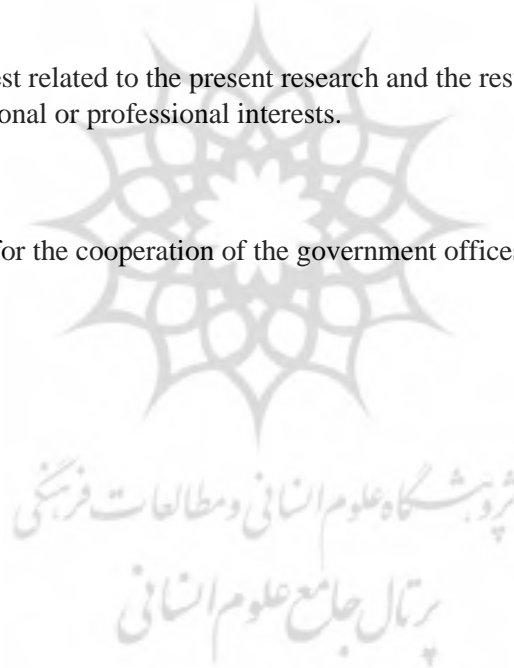 est related to the present research and the res
onal or professional interests.
for the cooperation of the government offices
پژوهشگاه علوم انسانی و مطالعات فرهنگی
پرتال جامع علوم انسانی